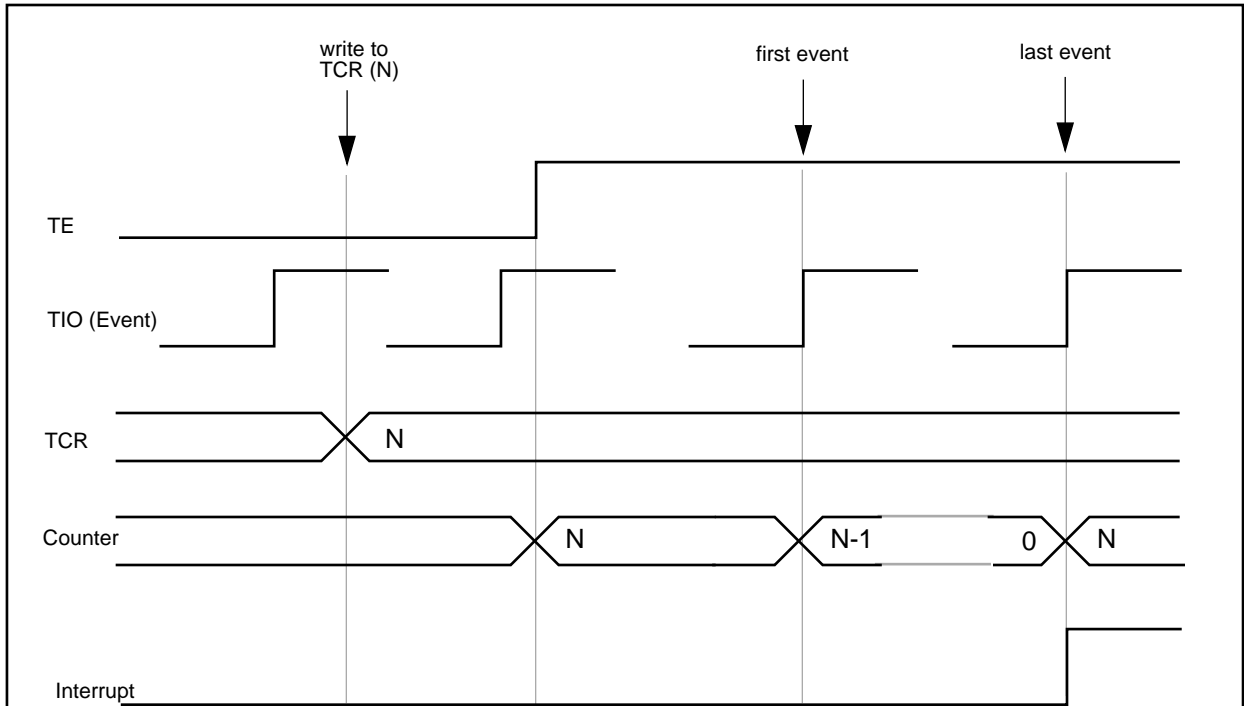 write to
TCR (N)
first event
last event
TE
TIO (Event)
TCR
N
Counter
N
N-1
0
N
Interrupt